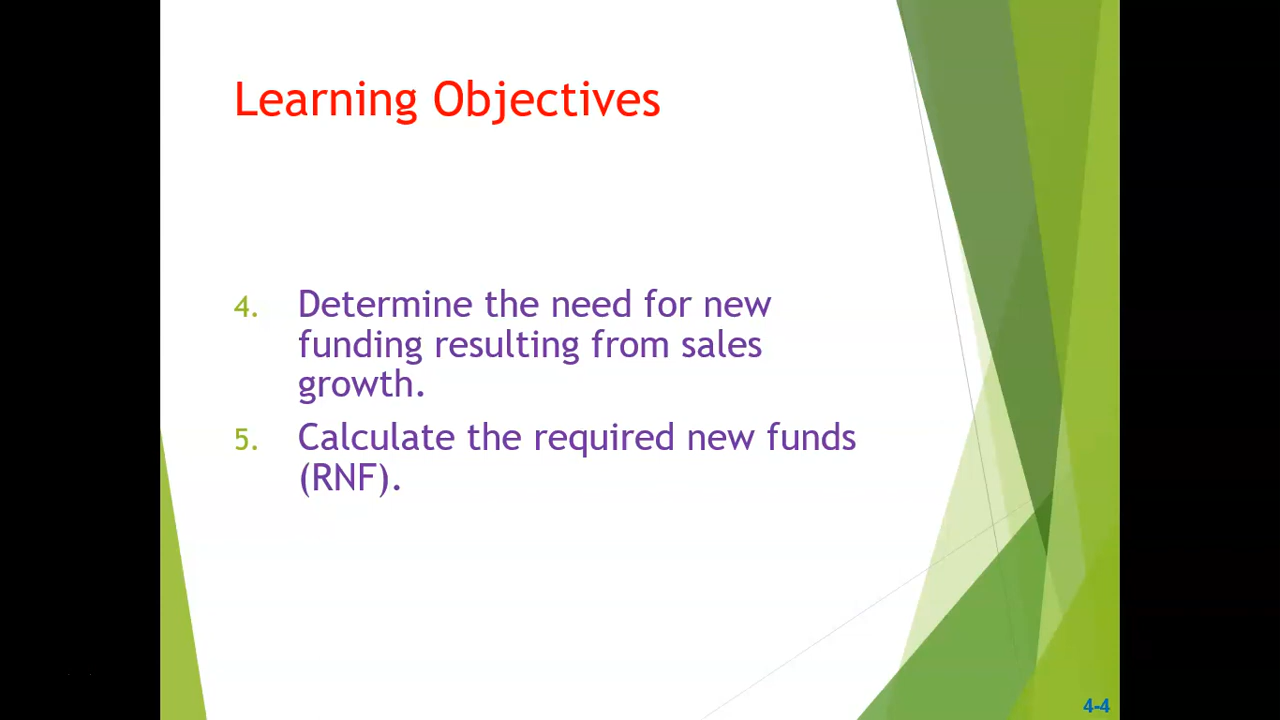 Learning Objectives
4. Determine the need for new
funding resulting from sales
growth.
5. Calculate the required new funds
(RNF).
4-4